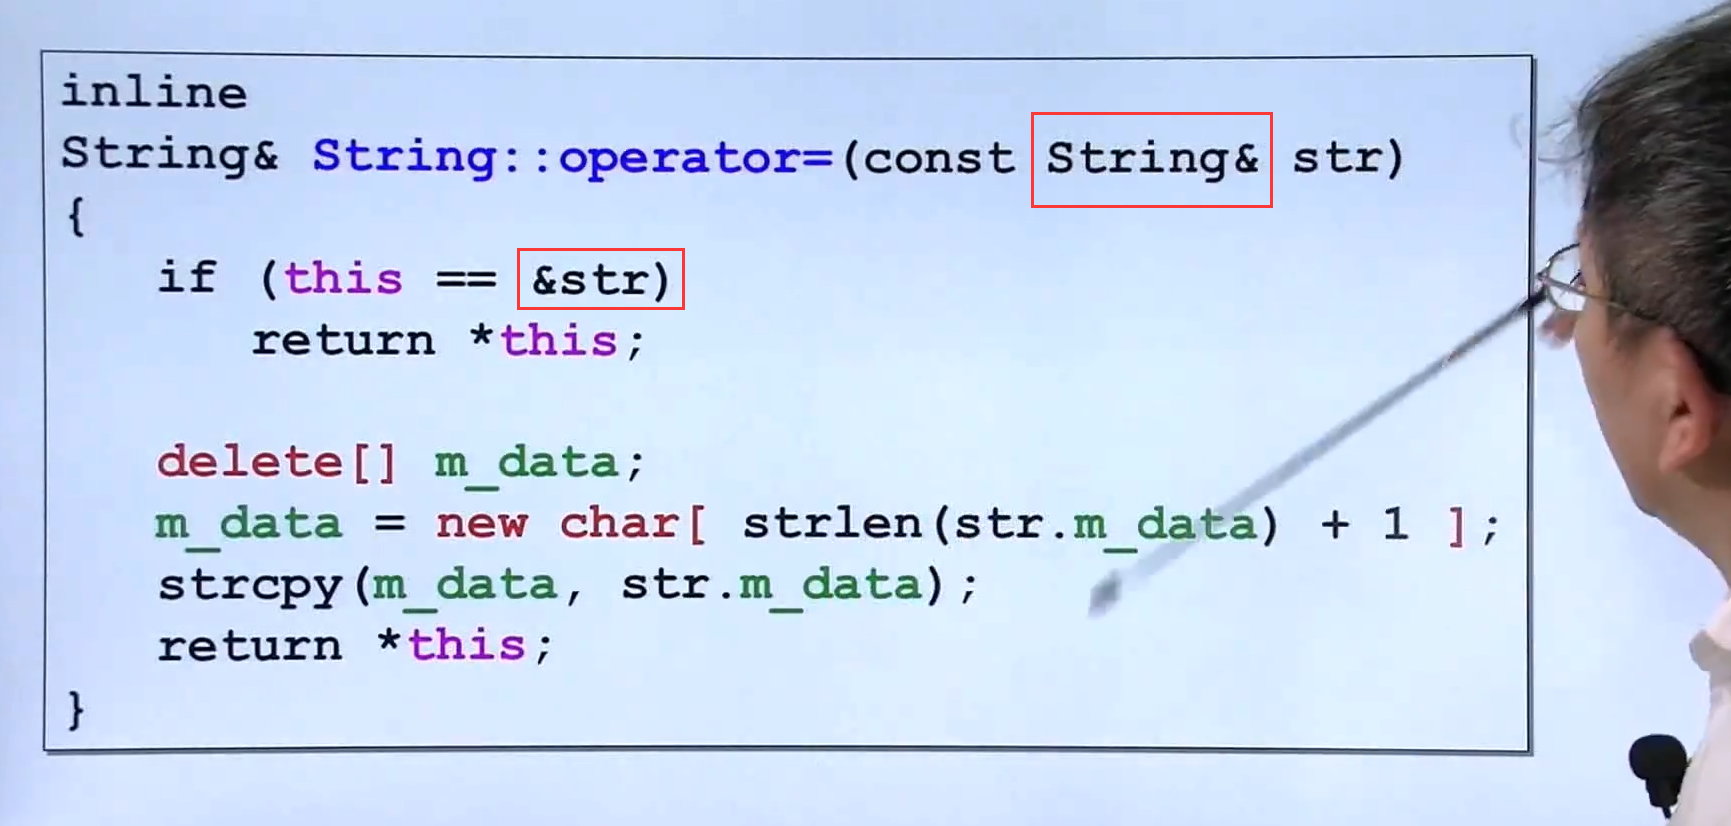 inline
String& String::operator=(const String& str)
{
if (this == &str)
return *this;
delete[] m_data;
m_data = new char[ strlen(str.m_data) + 1 ];
strcpy(m_data, str.m_data);
return *this;
}